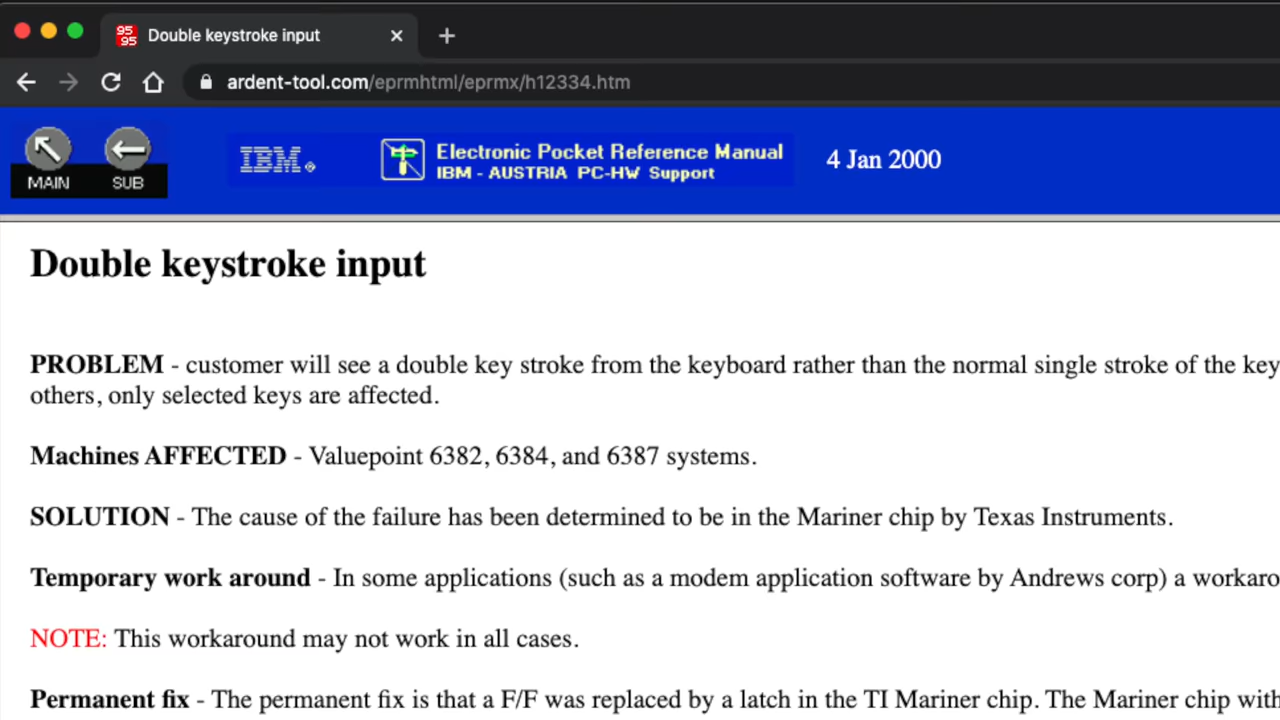 95
95
Double keystroke input
ardent-tool.com/eprmhtml/eprmx/h12334.htm
MAIN SUB
IBM®
Electronic Pocket Reference Manual
IBM - AUSTRIA PC-HW Support
4 Jan 2000
Double keystroke input
PROBLEM - customer will see a double key stroke from the keyboard rather than the normal single stroke of the key
others, only selected keys are affected.
Machines AFFECTED - Valuepoint 6382, 6384, and 6387 systems.
SOLUTION - The cause of the failure has been determined to be in the Mariner chip by Texas Instruments.
Temporary work around - In some applications (such as a modem application software by Andrews corp) a workaro
NOTE: This workaround may not work in all cases.
Permanent fix - The permanent fix is that a F/F was replaced by a latch in the TI Mariner chip. The Mariner chip with